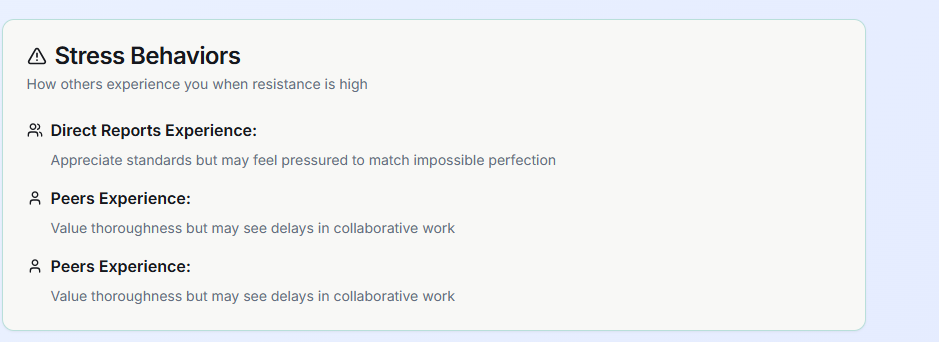 Stress Behaviors
How others experience you when resistance is high
Direct Reports Experience:
Appreciate standards but may feel pressured to match impossible perfection
Peers Experience:
Value thoroughness but may see delays in collaborative work
Peers Experience:
Value thoroughness but may see delays in collaborative work